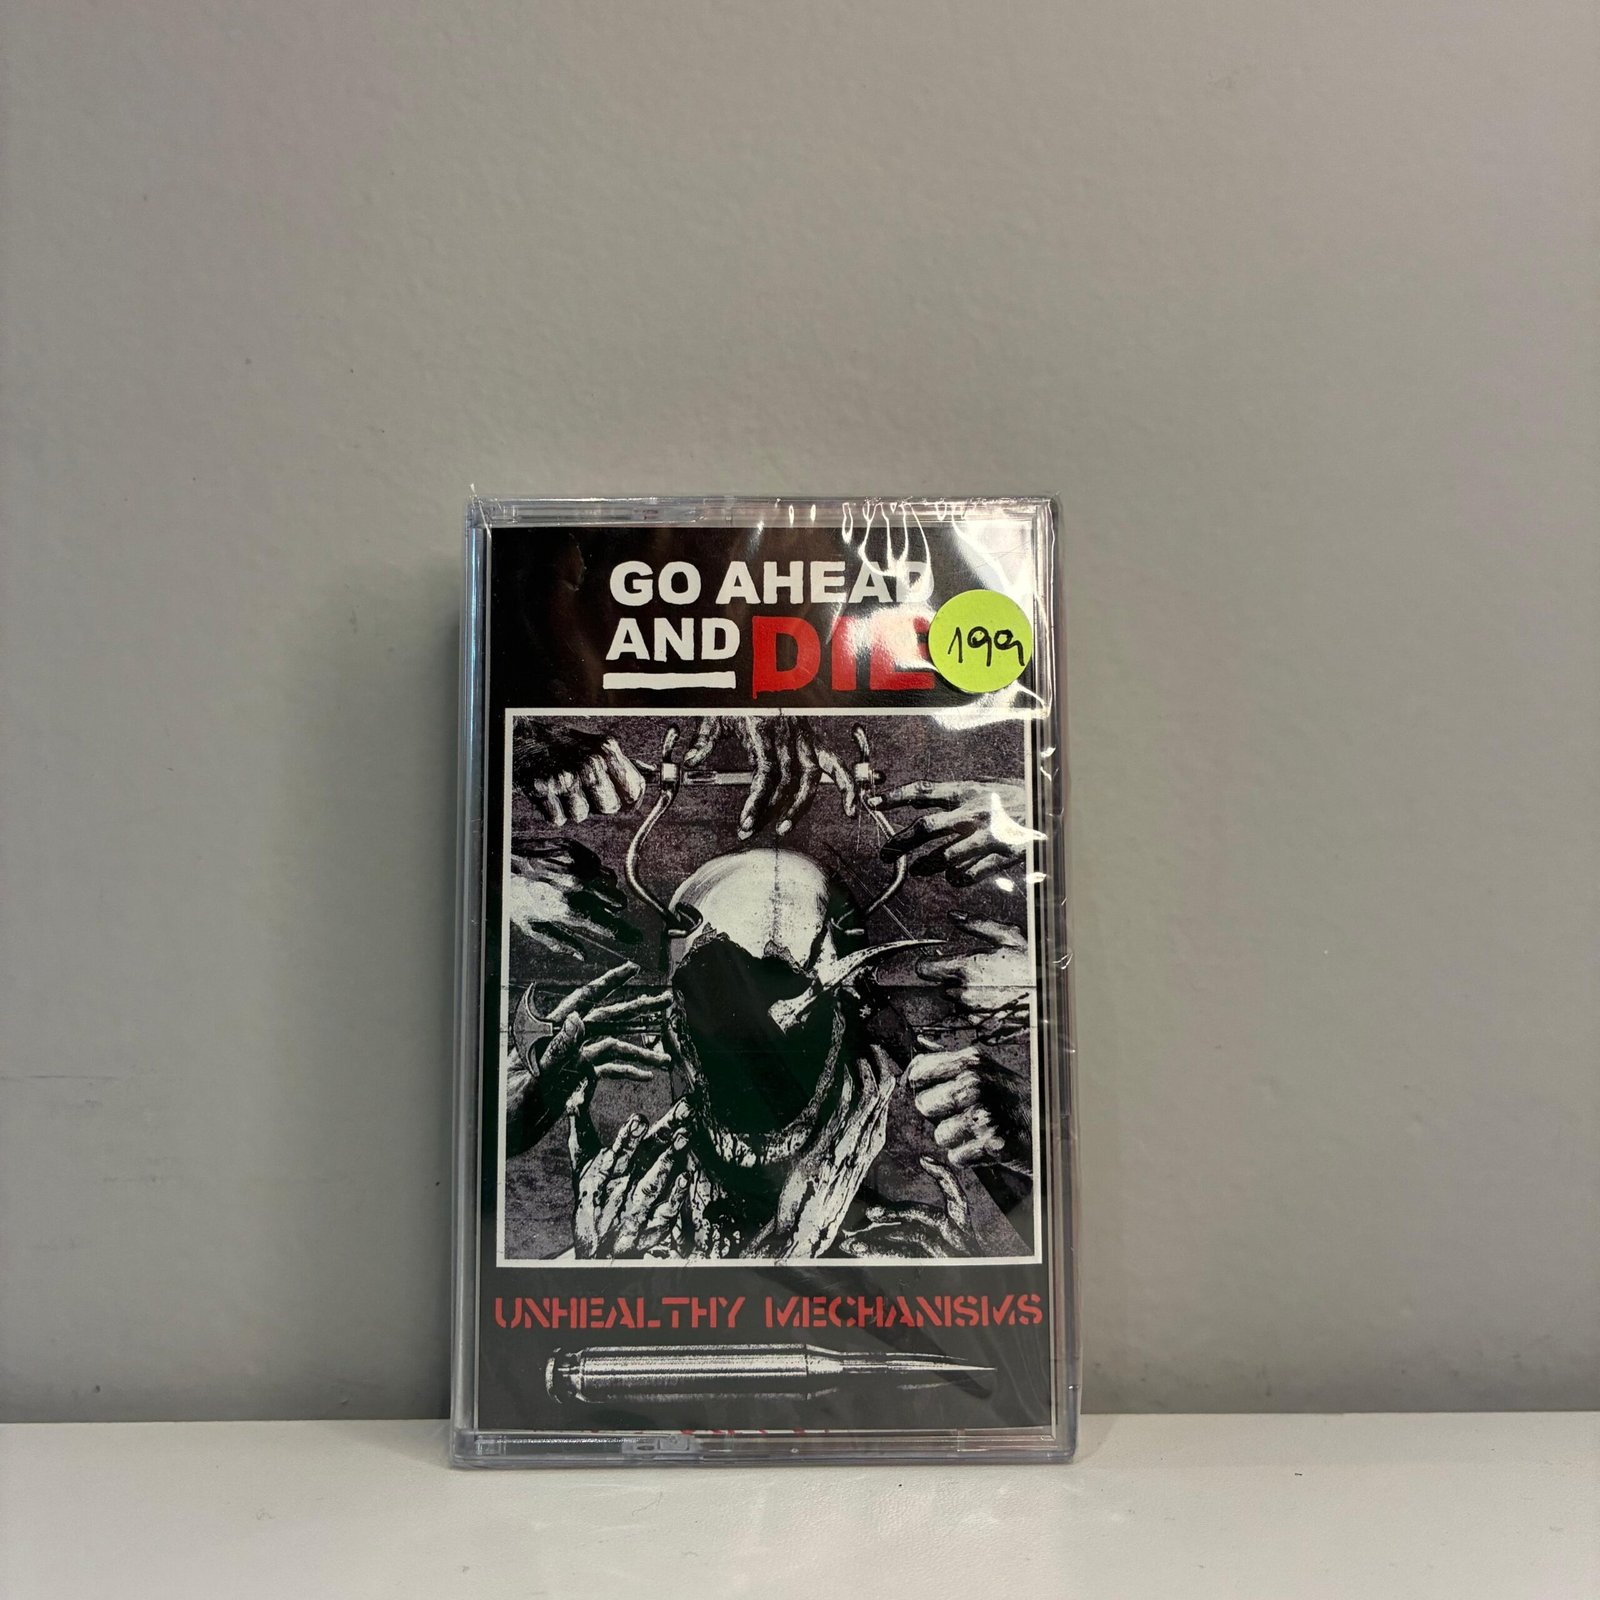 GO AHEAD
AND DIE
199
UNHEALTHY MECHANISMS